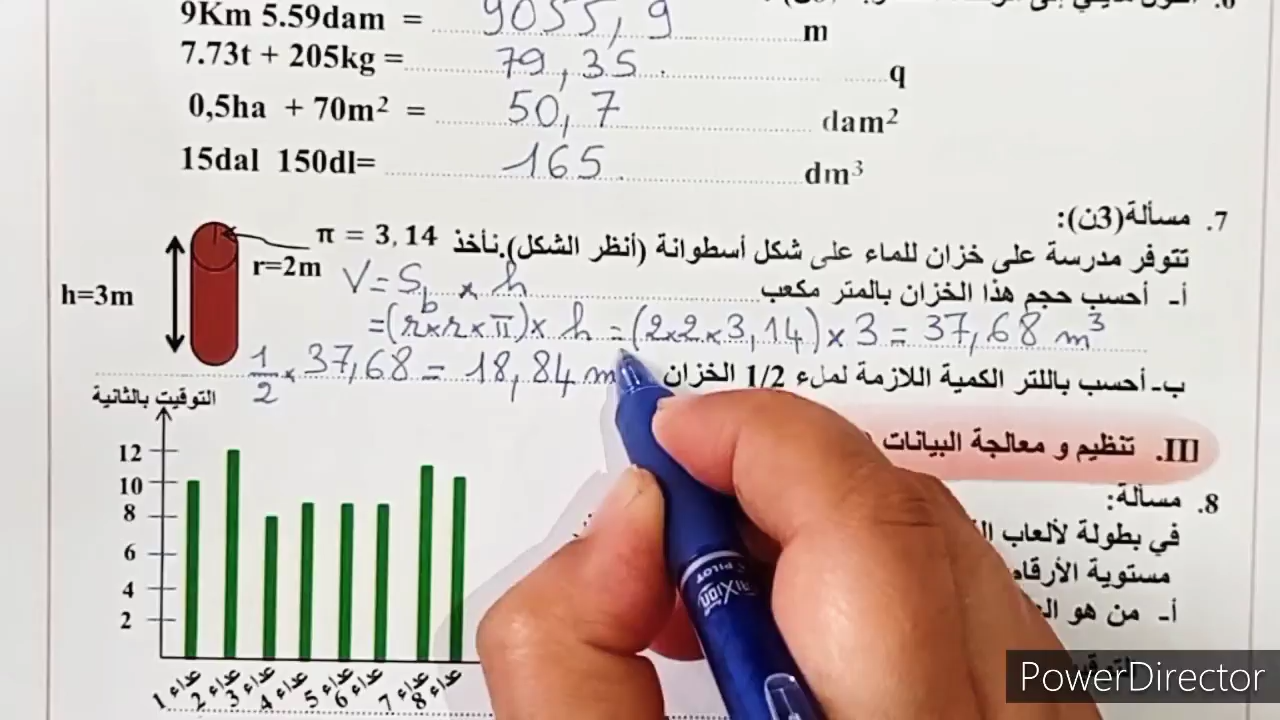 9Km 5.59dam = 9055,9 m
7.73t + 205kg = 79,35 q
0,5ha + 70m² = 50,7 dam²
15dal 150dl= 165 dm³
7. مسألة(3ن):
تتوفر مدرسة على خزان للماء على شكل أسطوانة (أنظر الشكل).نأخذ π = 3,14
r=2m
h=3m
أ- أحسب حجم هذا الخزان بالمتر مكعب
V = Sb × h
=(r×r×π)× h =(2×2×3,14)×3 = 37,68 m³
ب- أحسب باللتر الكمية اللازمة لملء 1/2 الخزان
1/2 × 37,68 = 18,84 m
III. تنظيم و معالجة البيانات
8. مسألة:
في بطولة لألعاب
مستوية الأرقام
أ- من هو
التوقيت بالثانية
12
10
8
6
4
2
عداء 1 عداء 2 عداء 3 عداء 4 عداء 5 عداء 6 عداء 7 عداء 8
PILOT
FRIXION
PowerDirector